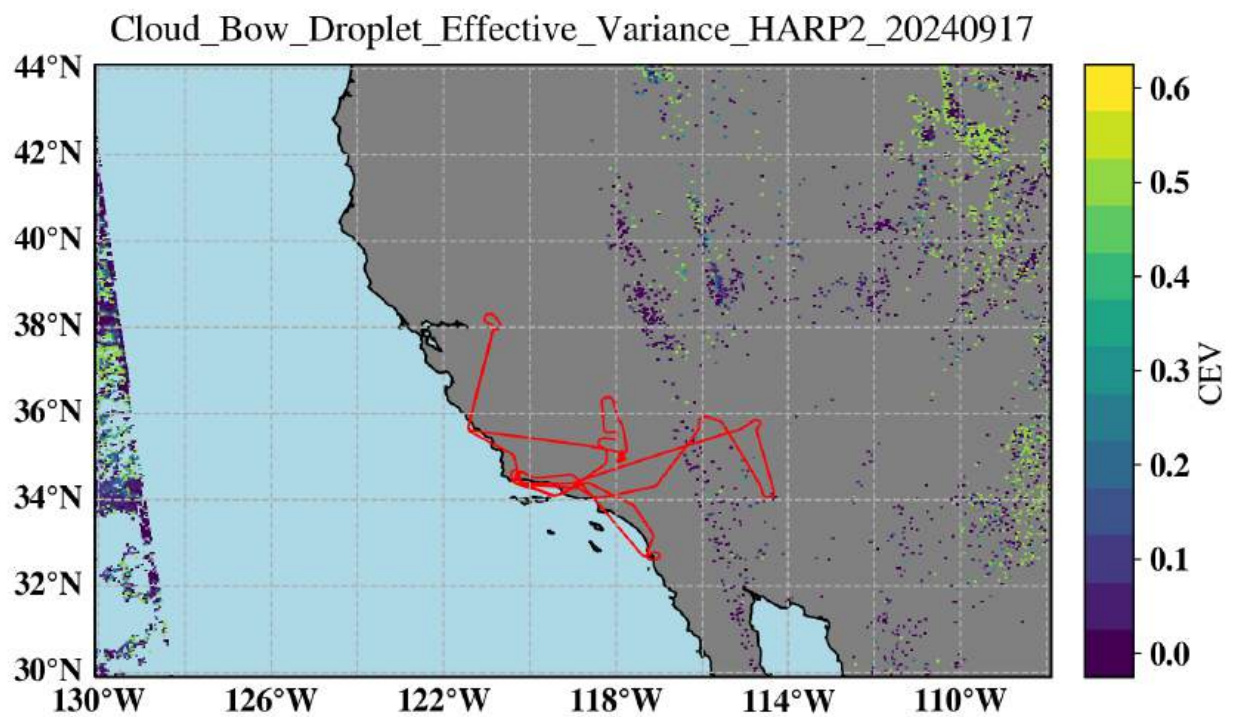 Cloud_Bow_Droplet_Effective_Variance_HARP2_20240917
44°N
42°N
40°N
38°N
36°N
34°N
32°N
30°N
130°W 126°W 122°W 118°W 114°W 110°W
0.6
0.5
0.4
0.3
0.2
0.1
0.0
CEV